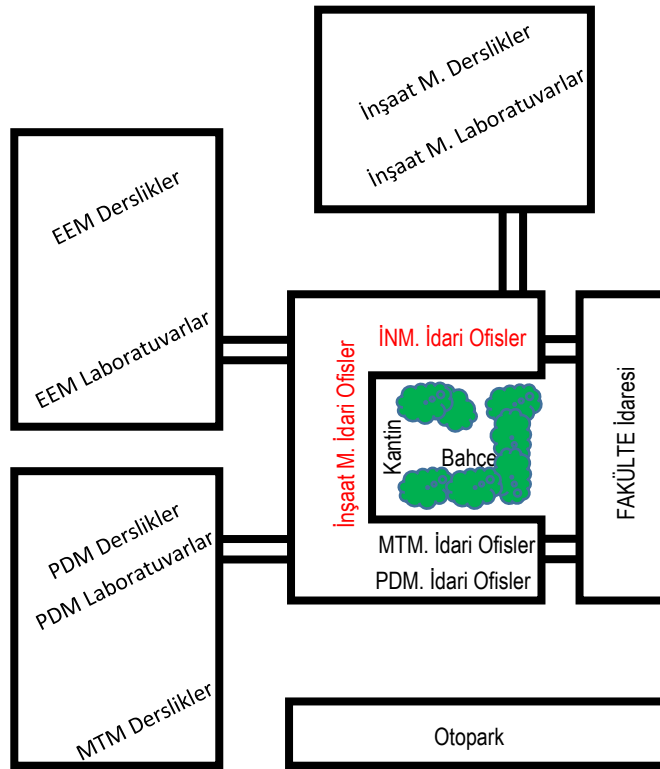 İnşaat M. Derslikler
İnşaat M. Laboratuvarlar
EEM Derslikler
EEM Laboratuvarlar
İNM. İdari Ofisler
İnşaat M. İdari Ofisler
Kantin
Bahçe
FAKÜLTE İdaresi
MTM. İdari Ofisler
PDM. İdari Ofisler
PDM Derslikler
PDM Laboratuvarlar
MTM Derslikler
Otopark